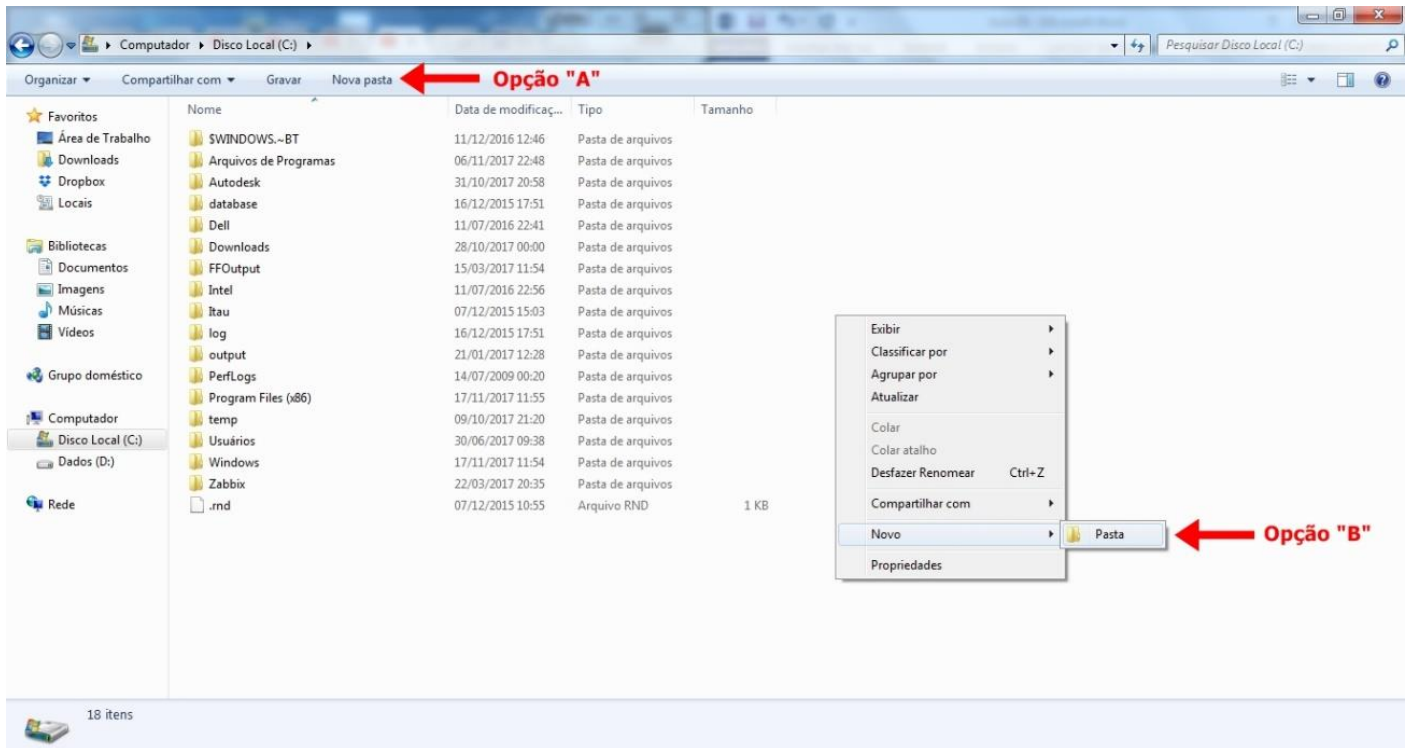 Computador Disco Local (C:)
Pesquisar Disco Local (C:)
Organizar Compartilhar com Gravar Nova pasta Opção "A"
Favoritos
Área de Trabalho
Downloads
Dropbox
Locais
Bibliotecas
Documentos
Imagens
Músicas
Vídeos
Grupo doméstico
Computador
Disco Local (C:)
Dados (D:)
Rede
Nome Data de modificaç... Tipo Tamanho
$WINDOWS.~BT 11/12/2016 12:46 Pasta de arquivos
Arquivos de Programas 06/11/2017 22:48 Pasta de arquivos
Autodesk 31/10/2017 20:58 Pasta de arquivos
database 16/12/2015 17:51 Pasta de arquivos
Dell 11/07/2016 22:41 Pasta de arquivos
Downloads 28/10/2017 00:00 Pasta de arquivos
FFOutput 15/03/2017 11:54 Pasta de arquivos
Intel 11/07/2016 22:56 Pasta de arquivos
Itau 07/12/2015 15:03 Pasta de arquivos
log 16/12/2015 17:51 Pasta de arquivos
output 21/01/2017 12:28 Pasta de arquivos
PerfLogs 14/07/2009 00:20 Pasta de arquivos
Program Files (x86) 17/11/2017 11:55 Pasta de arquivos
temp 09/10/2017 21:20 Pasta de arquivos
Usuários 30/06/2017 09:38 Pasta de arquivos
Windows 17/11/2017 11:54 Pasta de arquivos
Zabbix 22/03/2017 20:35 Pasta de arquivos
.rnd 07/12/2015 10:55 Arquivo RND 1 KB
Exibir
Classificar por
Agrupar por
Atualizar
Colar
Colar atalho
Desfazer Renomear Ctrl+Z
Compartilhar com
Novo Pasta Opção "B"
Propriedades
18 itens